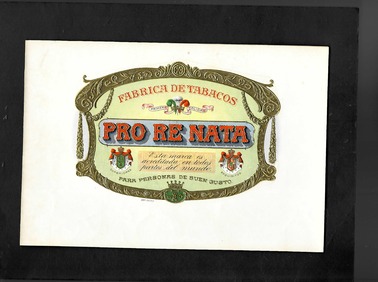 FABRICA DE TABACOS
PRO RE NATA
Esta marca es
acreditada en todos
partes del mundo
PARA PERSONAS DE BUEN GUSTO